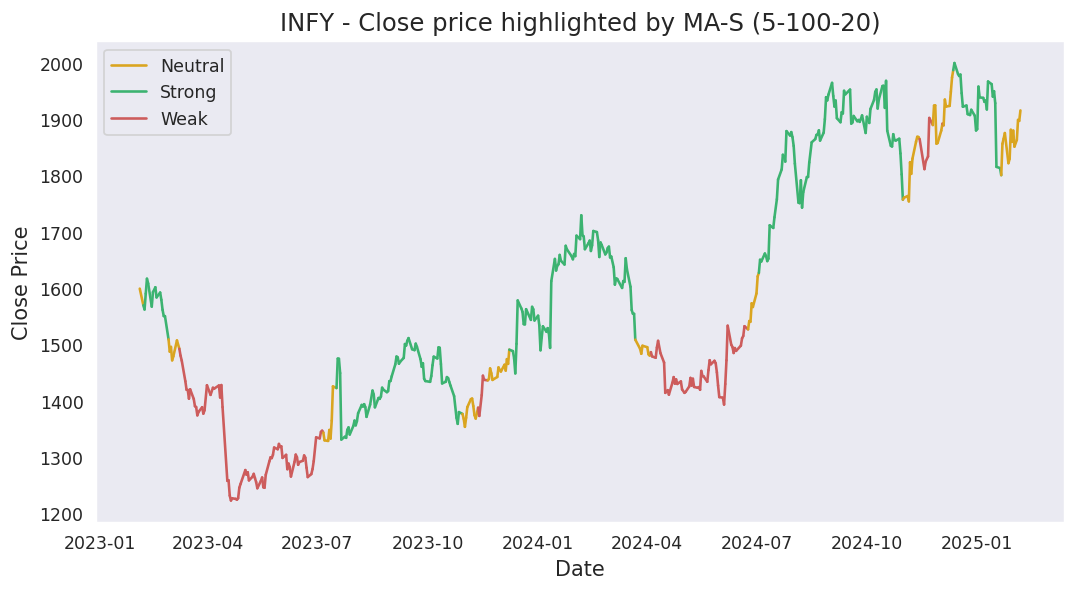 INFY - Close price highlighted by MA-S (5-100-20)
Neutral
Strong
Weak
Close Price
2000
1900
1800
1700
1600
1500
1400
1300
1200
2023-01 2023-04 2023-07 2023-10 2024-01 2024-04 2024-07 2024-10 2025-01
Date